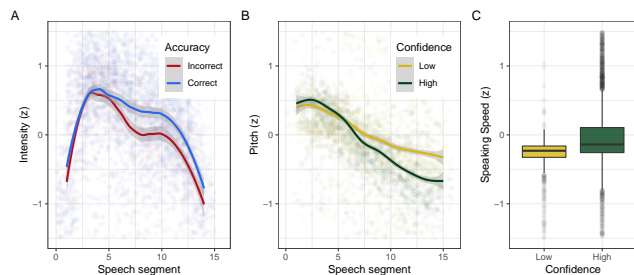 A
Accuracy
Incorrect
Correct
Intensity (z)
1
0
−1
0
5
10
15
Speech segment
B
Confidence
Low
High
Pitch (z)
1
0
−1
0
5
10
15
Speech segment
C
Speaking Speed (z)
1
0
−1
Low
High
Confidence